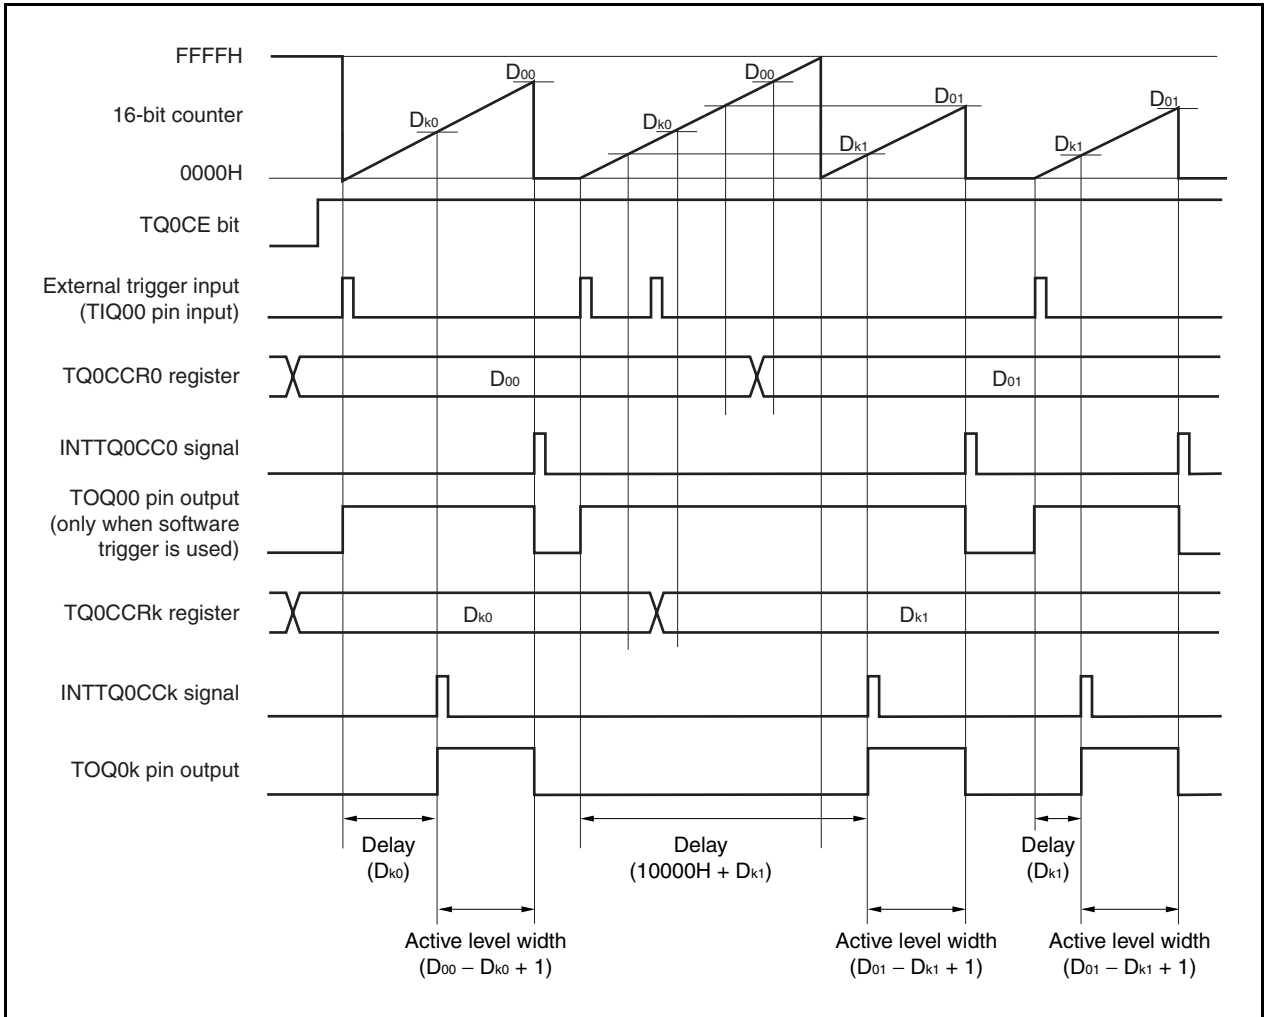 FFFFH
D00
D00
16-bit counter
Dk0
Dk0
D01
D01
Dk1
Dk1
0000H
TQ0CE bit
External trigger input
(TIQ00 pin input)
TQ0CCR0 register
D00
D01
INTTQ0CC0 signal
TOQ00 pin output
(only when software
trigger is used)
TQ0CCRk register
Dk0
Dk1
INTTQ0CCk signal
TOQ0k pin output
Delay
(Dk0)
Delay
(10000H + Dk1)
Delay
(Dk1)
Active level width
(D00 − Dk0 + 1)
Active level width
(D01 − Dk1 + 1)
Active level width
(D01 − Dk1 + 1)